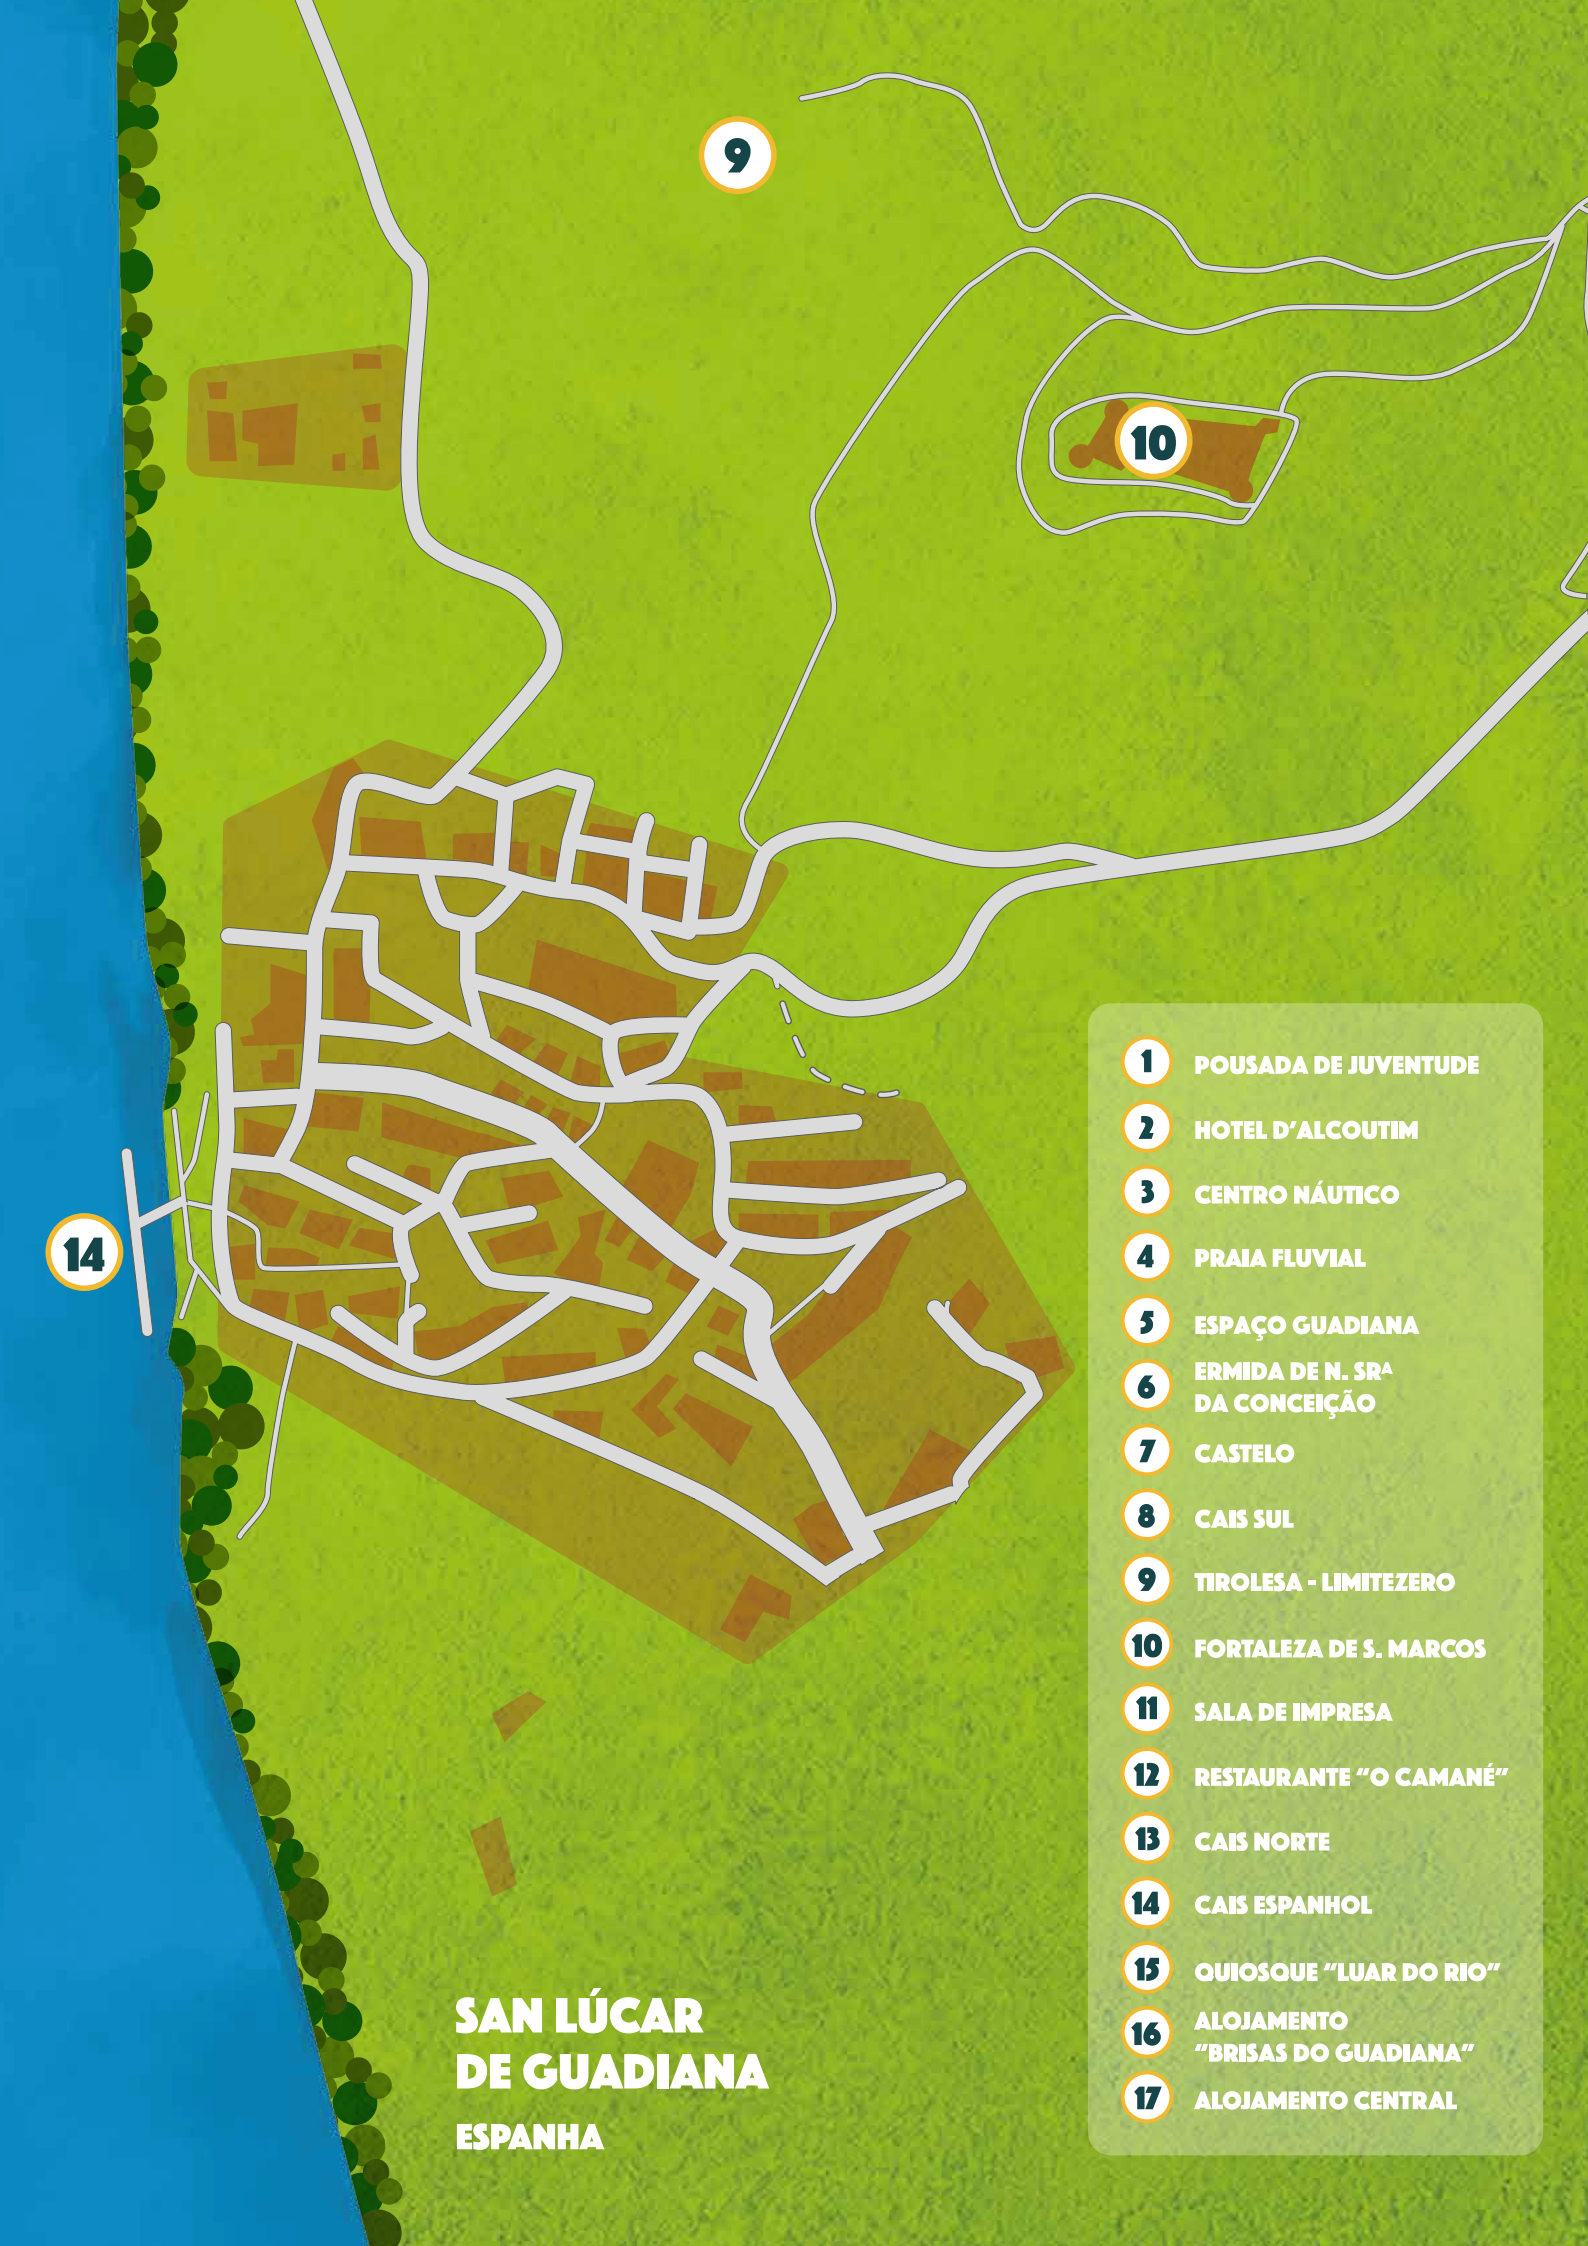 9
10
14
1 POUSADA DE JUVENTUDE
2 HOTEL D'ALCOUTIM
3 CENTRO NÁUTICO
4 PRAIA FLUVIAL
5 ESPAÇO GUADIANA
6 ERMIDA DE N. SRª
DA CONCEIÇÃO
7 CASTELO
8 CAIS SUL
9 TIROLESA - LIMITEZERO
10 FORTALEZA DE S. MARCOS
11 SALA DE IMPRESA
12 RESTAURANTE "O CAMANÉ"
13 CAIS NORTE
14 CAIS ESPANHOL
15 QUIOSQUE "LUAR DO RIO"
16 ALOJAMENTO
"BRISAS DO GUADIANA"
17 ALOJAMENTO CENTRAL
SAN LÚCAR
DE GUADIANA
ESPANHA